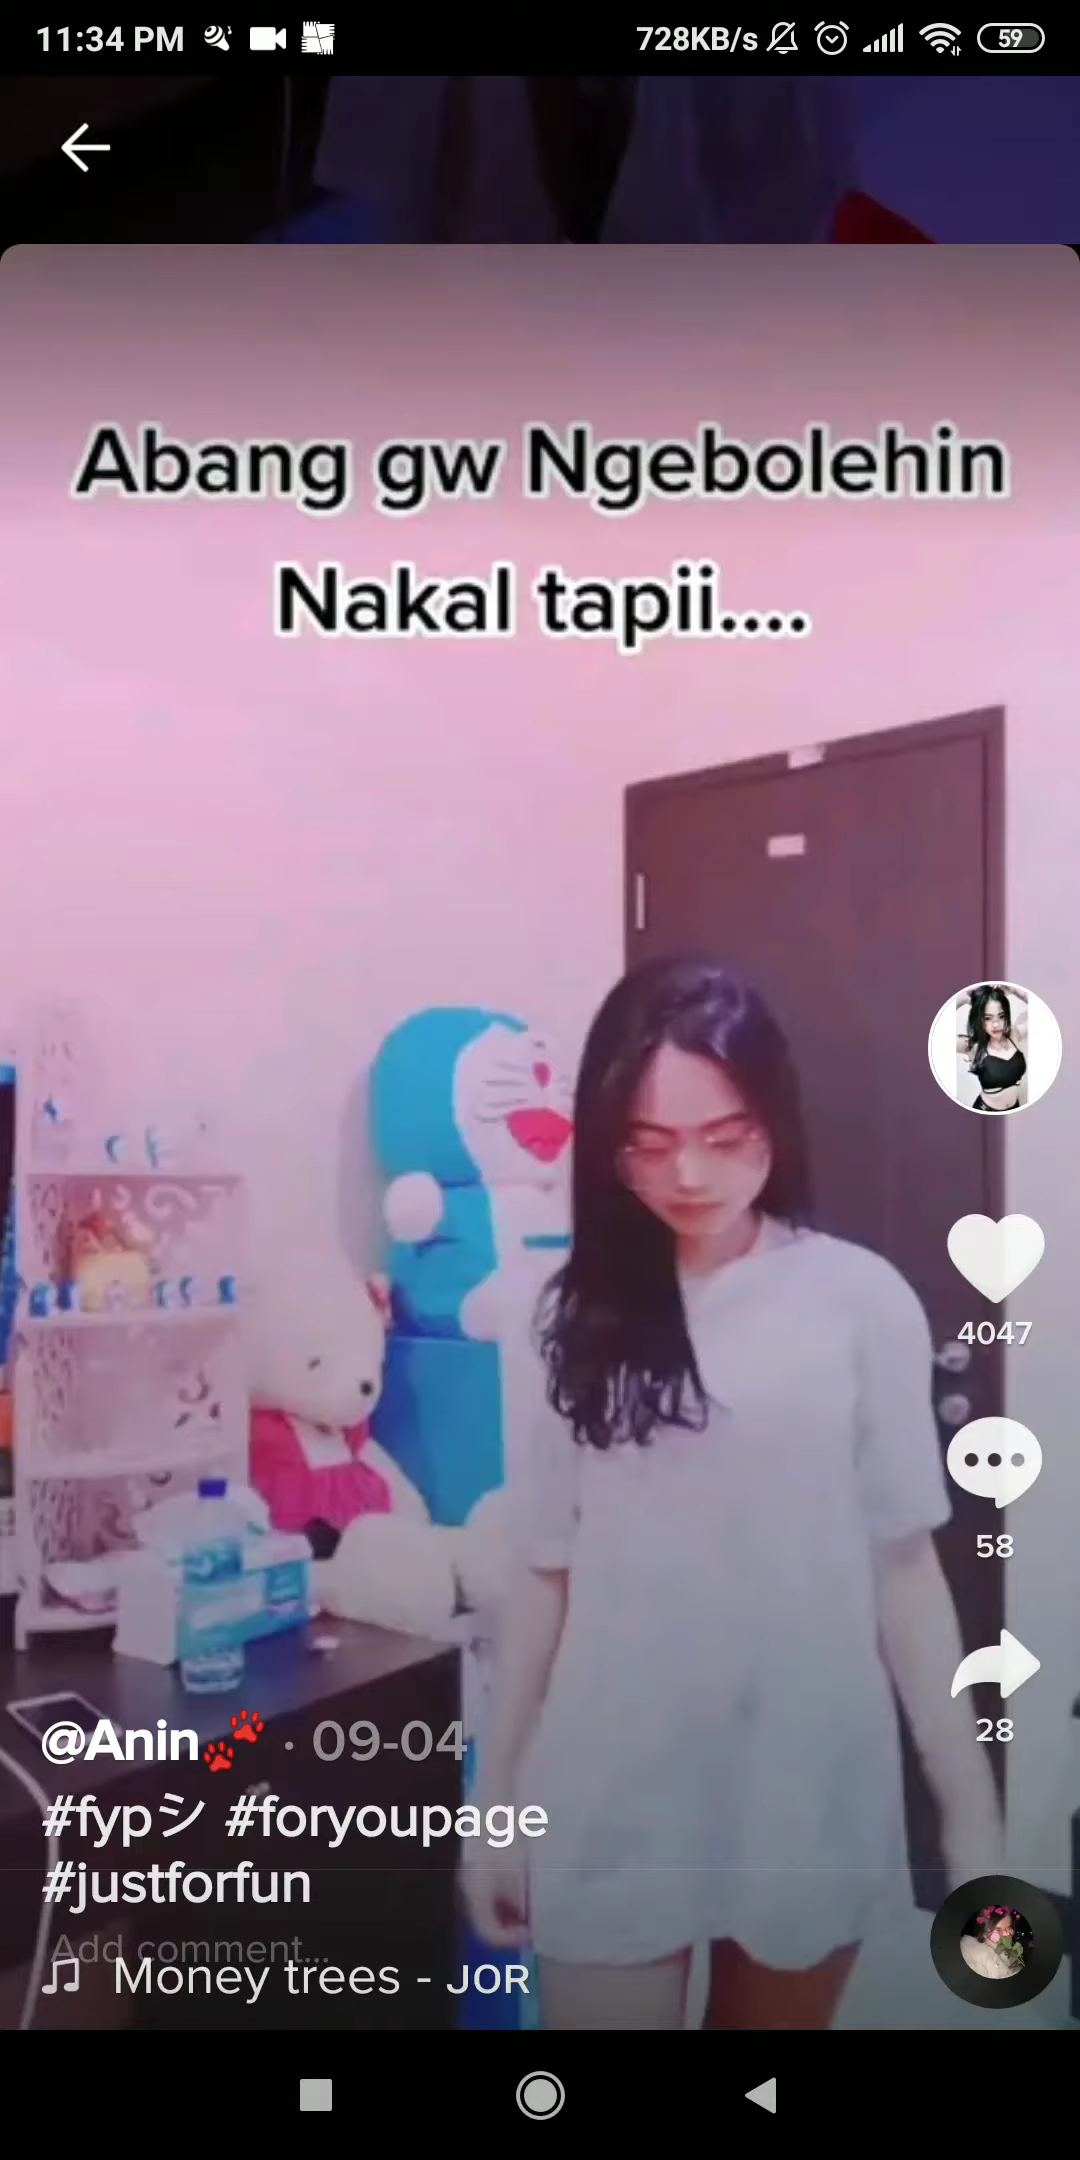 11:34 PM 728KB/s 59
Abang gw Ngebolehin
Nakal tapii....
4047
58
28
@Anin🐾 · 09-04
#fypシ #foryoupage
#justforfun
Add comment...
Money trees - JOR